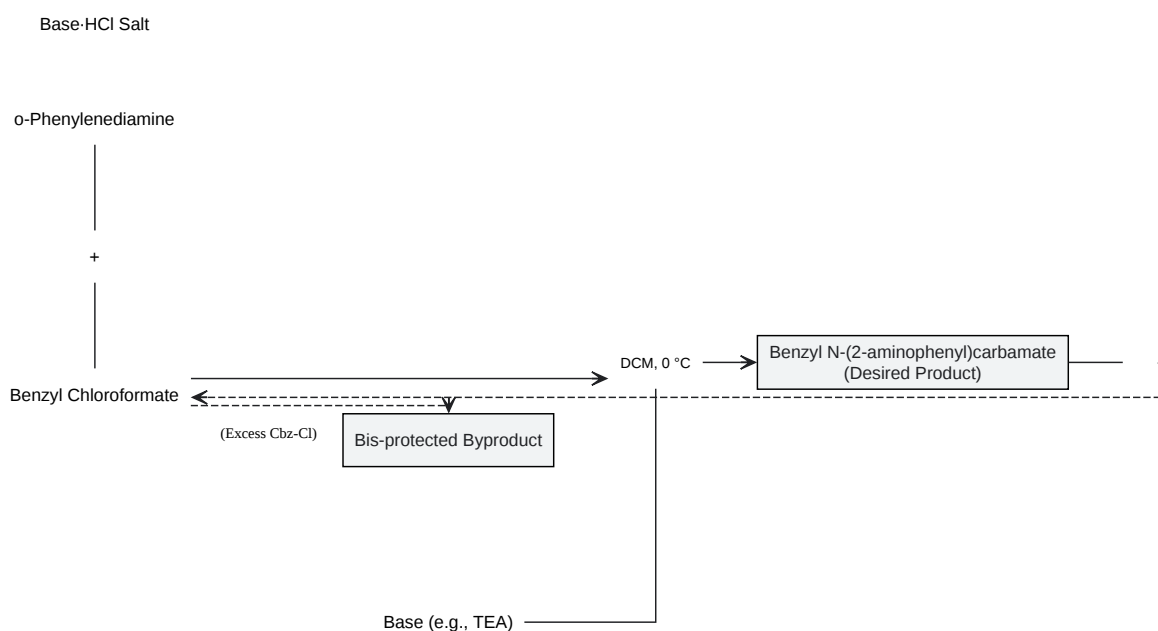 Base·HCl Salt
o-Phenylenediamine
+
Benzyl Chloroformate
DCM, 0 °C
Benzyl N-(2-aminophenyl)carbamate
(Desired Product)
(Excess Cbz-Cl)
Bis-protected Byproduct
Base (e.g., TEA)